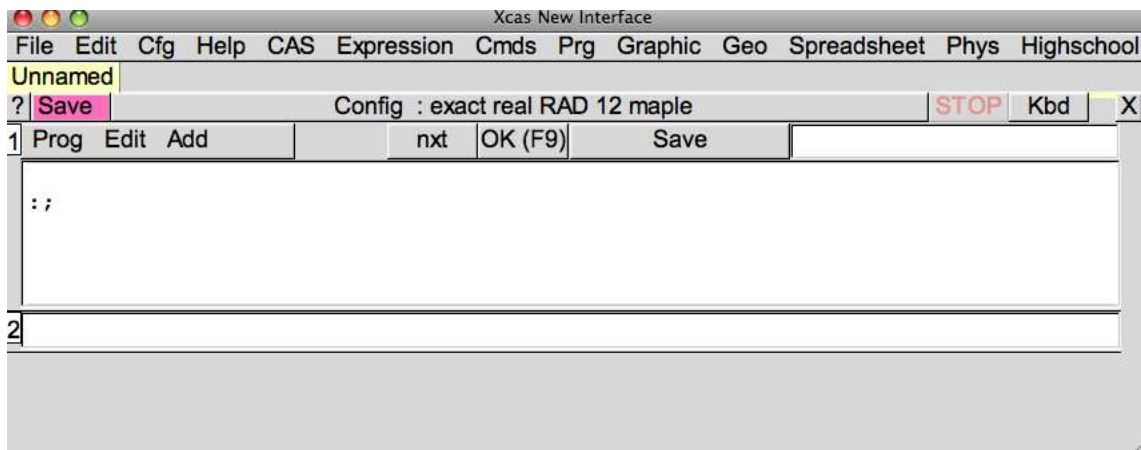 Xcas New Interface
File Edit Cfg Help CAS Expression Cmds Prg Graphic Geo Spreadsheet Phys Highschool
Unnamed
? Save Config : exact real RAD 12 maple STOP Kbd X
1 Prog Edit Add nxt OK (F9) Save
:;
2